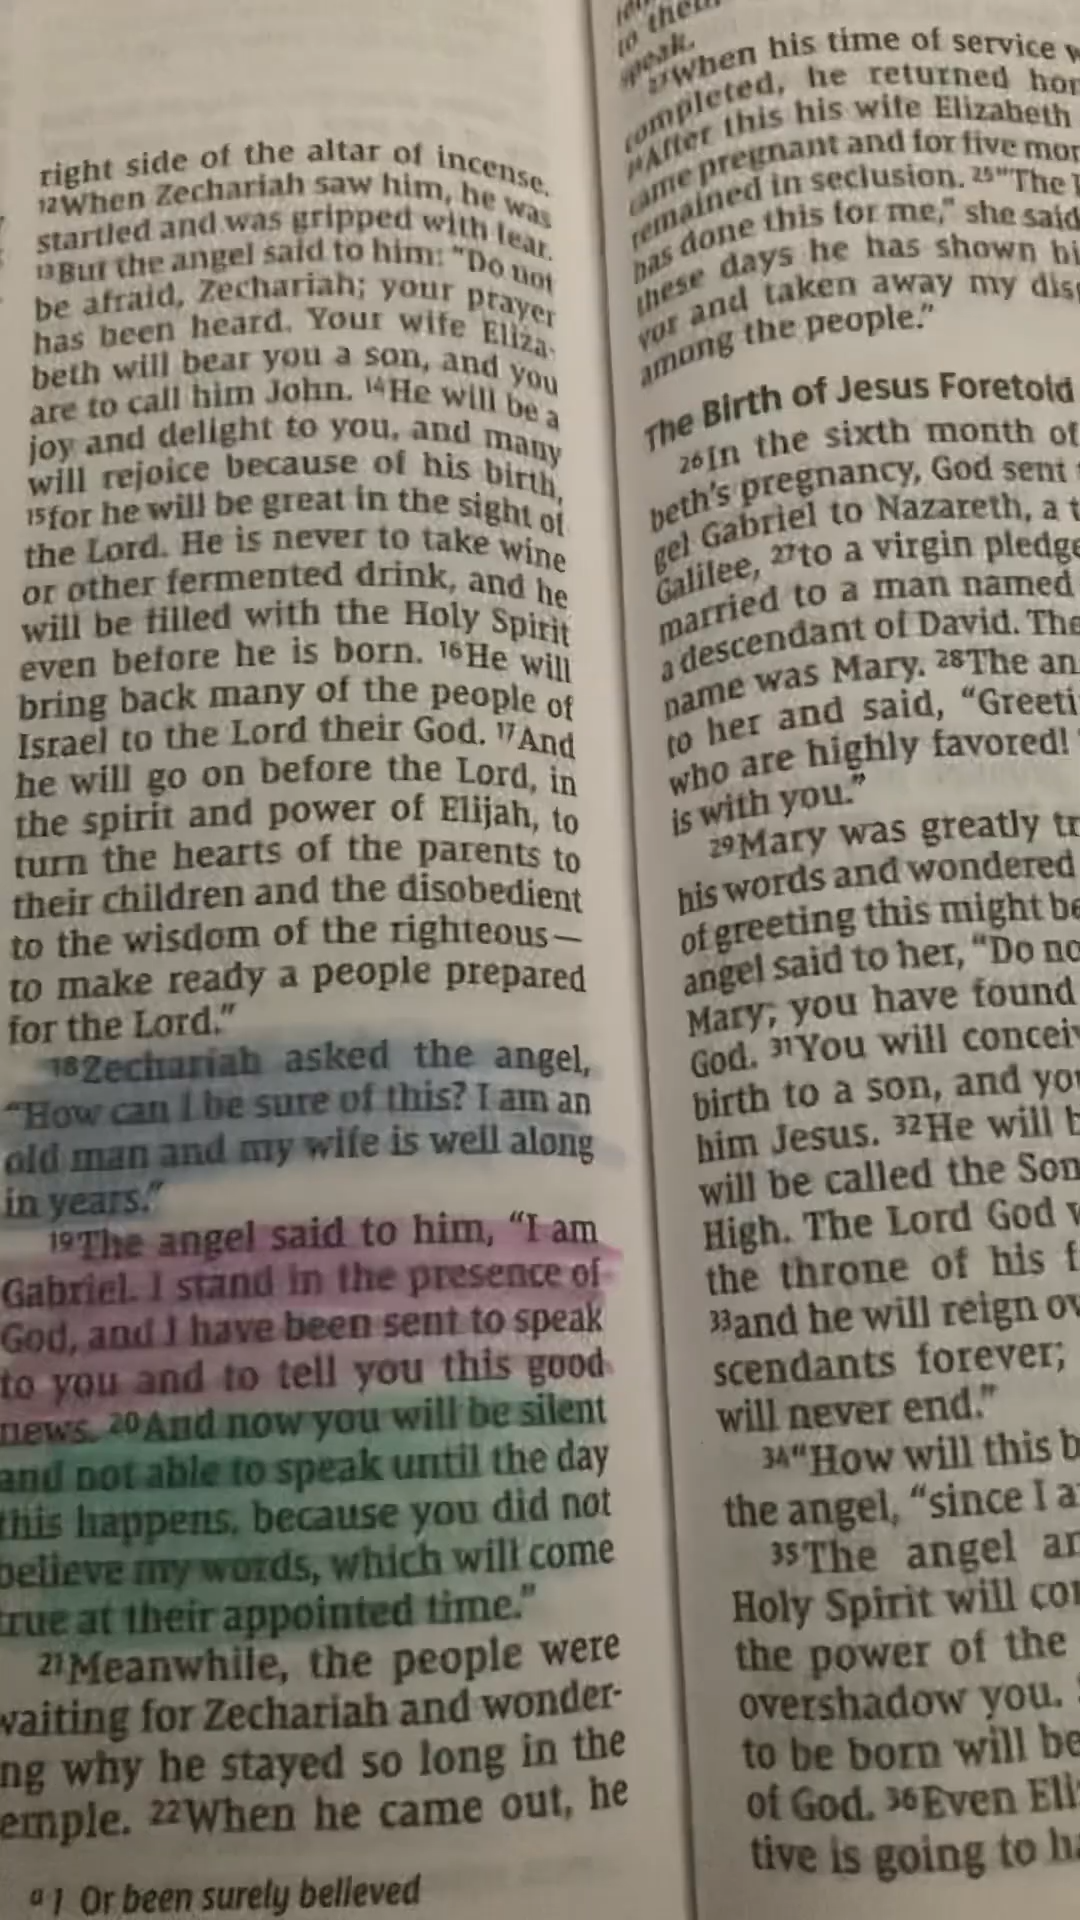 right side of the altar of incense.
12When Zechariah saw him, he was
startled and was gripped with fear.
13But the angel said to him: “Do not
be afraid, Zechariah; your prayer
has been heard. Your wife Eliza-
beth will bear you a son, and you
are to call him John. 14He will be a
joy and delight to you, and many
will rejoice because of his birth,
15for he will be great in the sight of
the Lord. He is never to take wine
or other fermented drink, and he
will be filled with the Holy Spirit
even before he is born. 16He will
bring back many of the people of
Israel to the Lord their God. 17And
he will go on before the Lord, in
the spirit and power of Elijah, to
turn the hearts of the parents to
their children and the disobedient
to the wisdom of the righteous—
to make ready a people prepared
for the Lord.”
18Zechariah asked the angel,
“How can I be sure of this? I am an
old man and my wife is well along
in years.”
19The angel said to him, “I am
Gabriel. I stand in the presence of
God, and I have been sent to speak
to you and to tell you this good
news. 20And now you will be silent
and not able to speak until the day
this happens, because you did not
believe my words, which will come
true at their appointed time.”
21Meanwhile, the people were
waiting for Zechariah and wonder-
ng why he stayed so long in the
emple. 22When he came out, he
a 1 Or been surely believed
to them
speak.
23When his time of service w
completed, he returned hom
24After this his wife Elizabeth
came pregnant and for five mon
remained in seclusion. 25“The L
has done this for me,” she said
these days he has shown hi
vor and taken away my disg
among the people.”
The Birth of Jesus Foretold
26In the sixth month of
beth’s pregnancy, God sent
gel Gabriel to Nazareth, a t
Galilee, 27to a virgin pledge
married to a man named
a descendant of David. The
name was Mary. 28The an
to her and said, “Greeti
who are highly favored!
is with you.”
29Mary was greatly tr
his words and wondered
of greeting this might be
angel said to her, “Do no
Mary; you have found
God. 31You will conceiv
birth to a son, and you
him Jesus. 32He will b
will be called the Son
High. The Lord God w
the throne of his f
33and he will reign ov
scendants forever;
will never end.”
34“How will this b
the angel, “since I a
35The angel an
Holy Spirit will con
the power of the
overshadow you.
to be born will be
of God. 36Even Eli
tive is going to ha